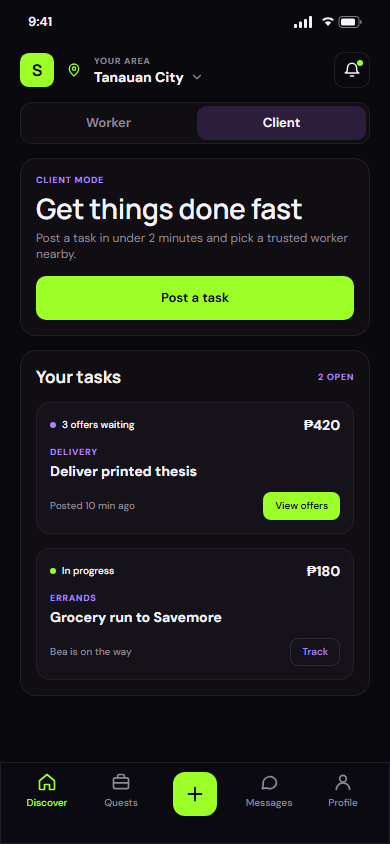 9:41
S
YOUR AREA
Tanauan City
Worker
Client
CLIENT MODE
Get things done fast
Post a task in under 2 minutes and pick a trusted worker
nearby.
Post a task
Your tasks
2 OPEN
3 offers waiting
₱420
DELIVERY
Deliver printed thesis
Posted 10 min ago
View offers
In progress
₱180
ERRANDS
Grocery run to Savemore
Bea is on the way
Track
Discover
Quests
Messages
Profile